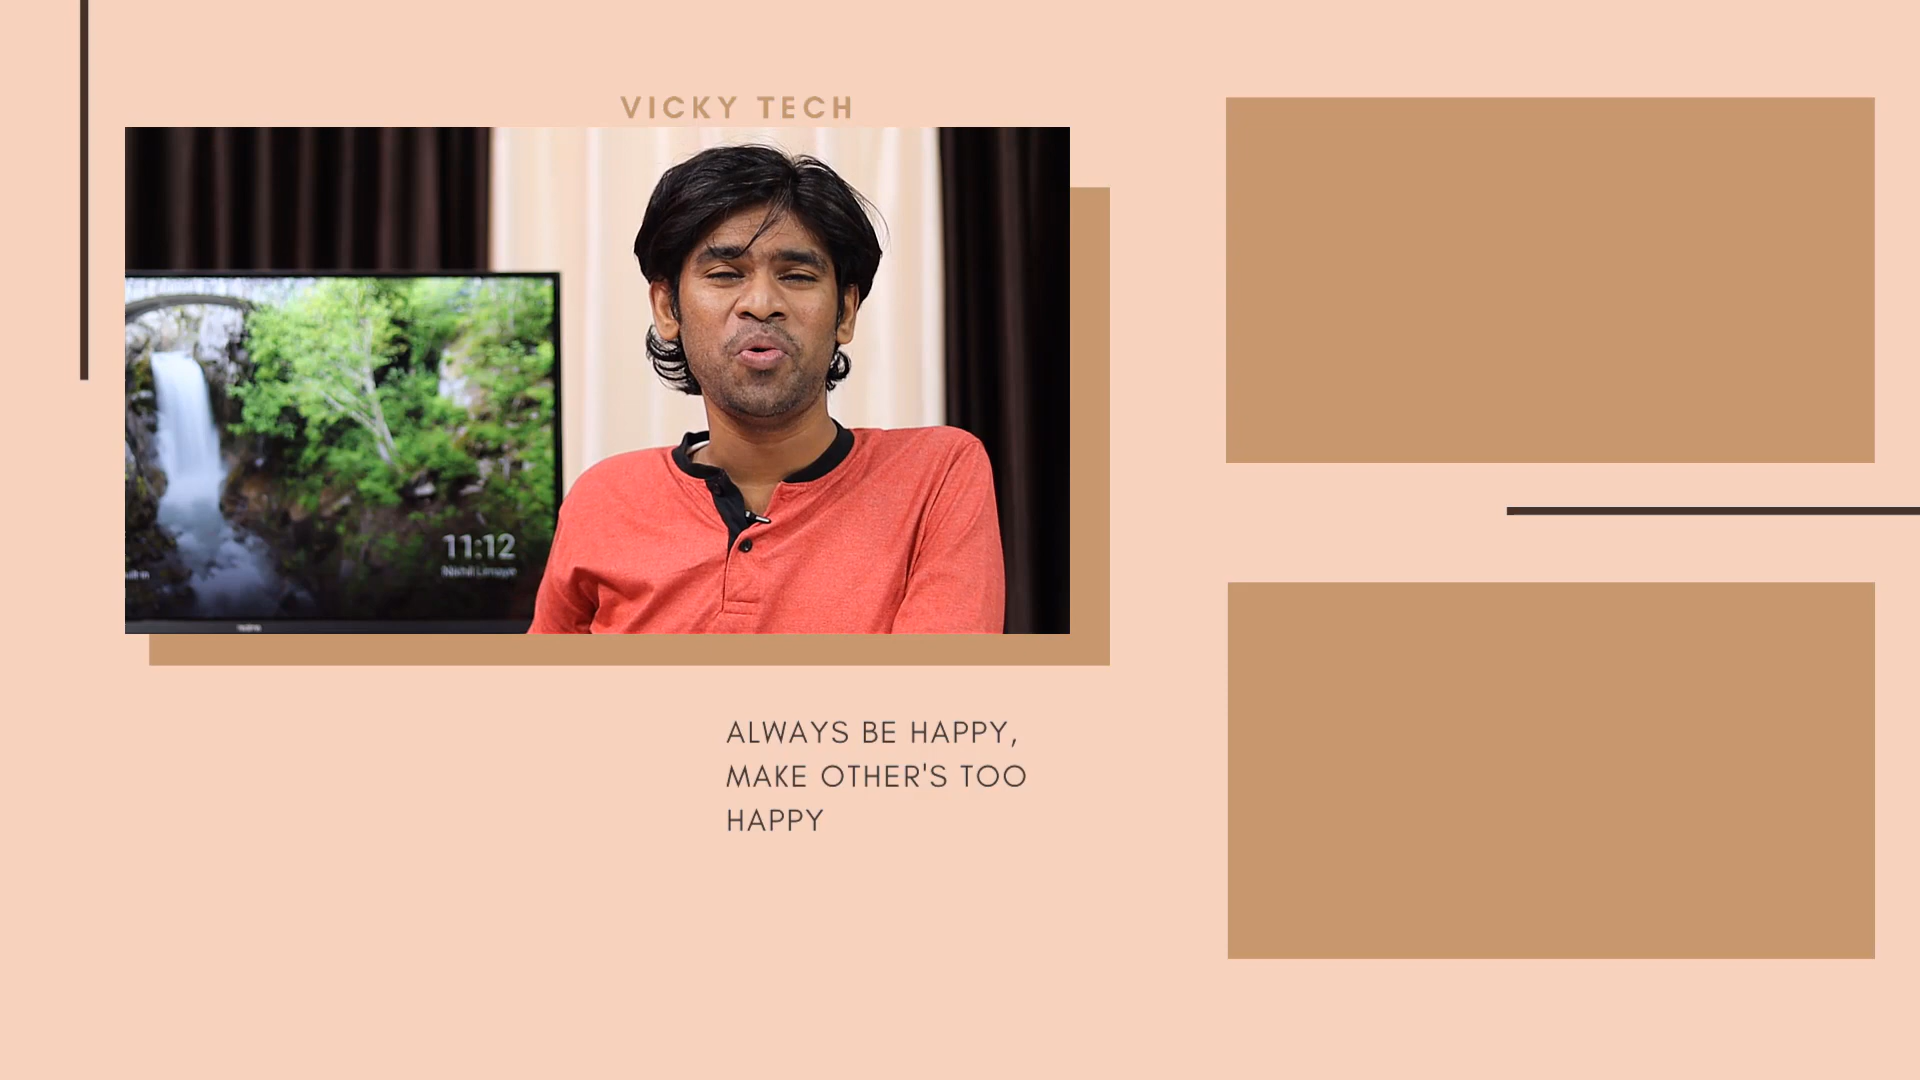 VICKY TECH
11:12
ALWAYS BE HAPPY,
MAKE OTHER'S TOO
HAPPY